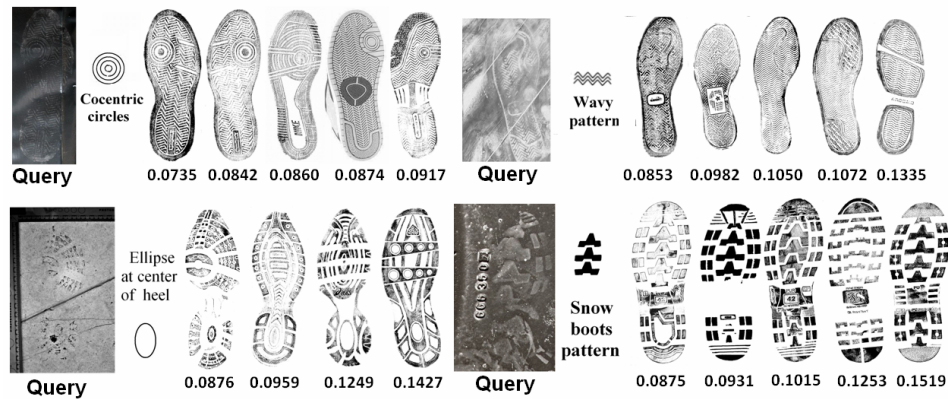 Cocentric
circles
Query
0.0735 0.0842 0.0860 0.0874 0.0917
Wavy
pattern
Query
0.0853 0.0982 0.1050 0.1072 0.1335
Ellipse
at center
of heel
Query
0.0876 0.0959 0.1249 0.1427
Snow
boots
pattern
Query
0.0875 0.0931 0.1015 0.1253 0.1519
NIKE
42